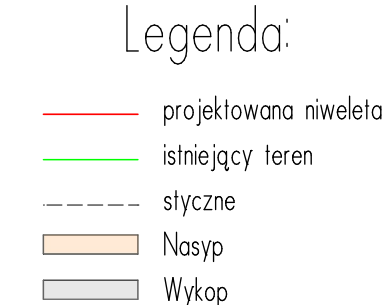 Legenda:
projektowana niweleta
istniejący teren
styczne
Nasyp
Wykop